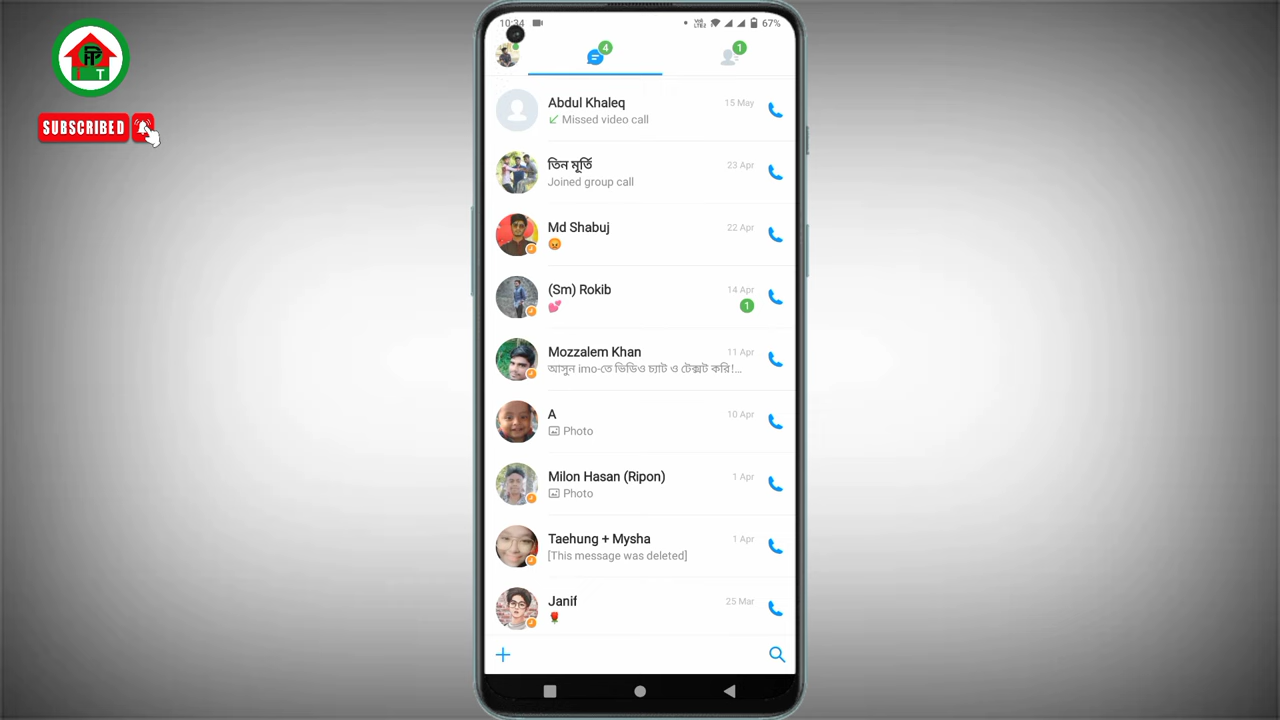 10:34
67%
4
1
Abdul Khaleq
15 May
Missed video call
তিন মূর্তি
23 Apr
Joined group call
Md Shabuj
22 Apr
(Sm) Rokib
14 Apr
1
Mozzalem Khan
11 Apr
আসুন imo-তে ভিডিও চ্যাট ও টেক্সট করি!...
A
10 Apr
Photo
Milon Hasan (Ripon)
1 Apr
Photo
Taehung + Mysha
1 Apr
[This message was deleted]
Janif
25 Mar
SUBSCRIBED